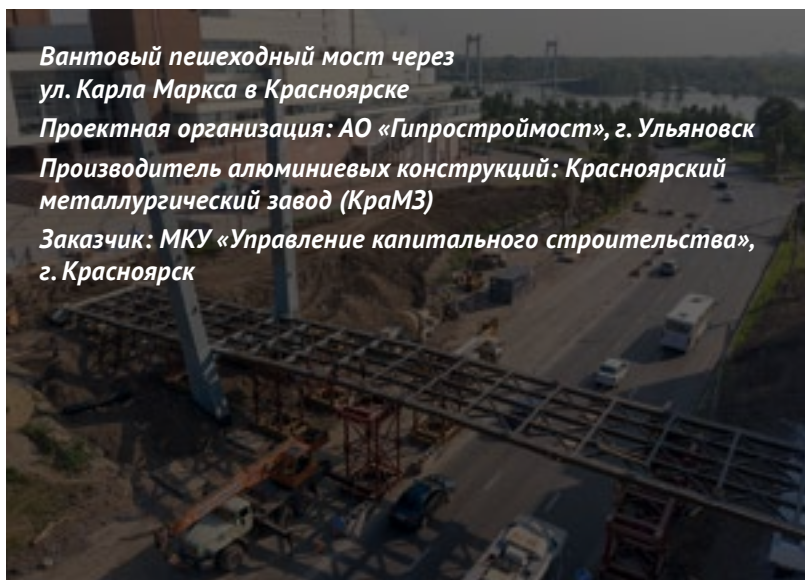 Вантовый пешеходный мост через
ул. Карла Маркса в Красноярске
Проектная организация: АО «Гипростроймост», г. Ульяновск
Производитель алюминиевых конструкций: Красноярский
металлургический завод (КраМЗ)
Заказчик: МКУ «Управление капитального строительства»,
г. Красноярск